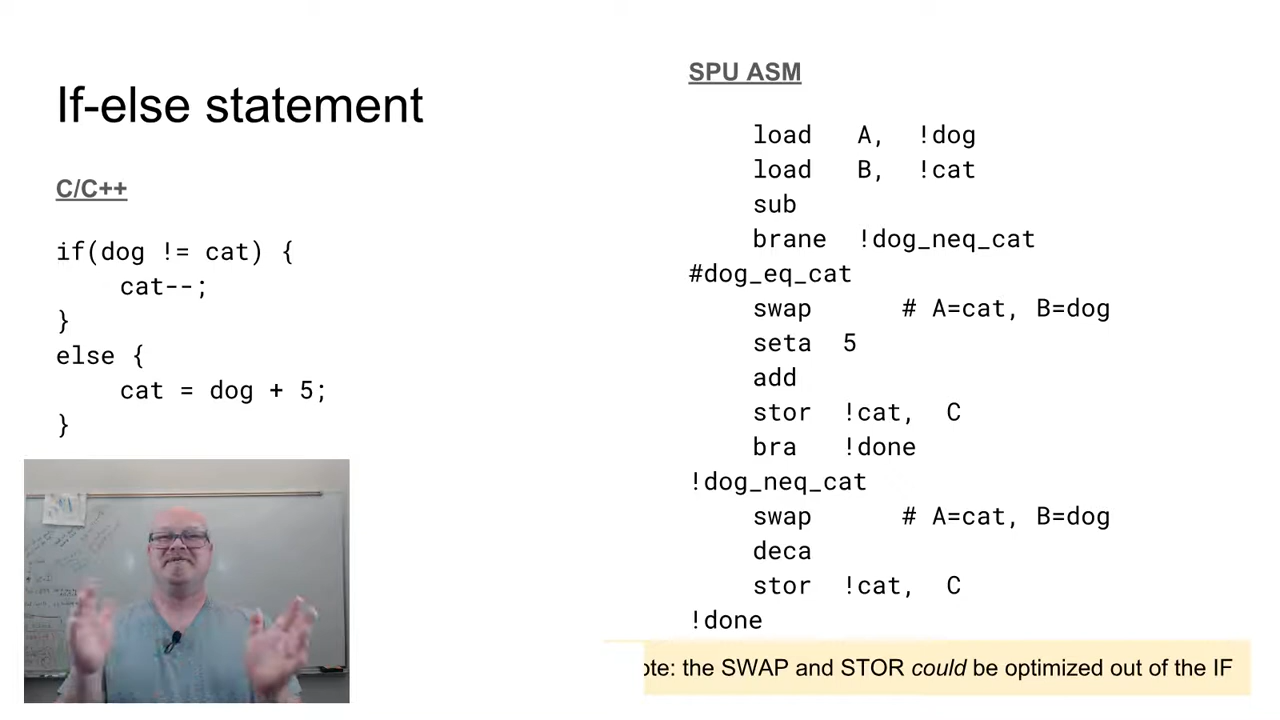 If-else statement
C/C++
if(dog != cat) {
cat--;
}
else {
cat = dog + 5;
}
SPU ASM
load A, !dog
load B, !cat
sub
brane !dog_neq_cat
#dog_eq_cat
swap # A=cat, B=dog
seta 5
add
stor !cat, C
bra !done
!dog_neq_cat
swap # A=cat, B=dog
deca
stor !cat, C
!done
ote: the SWAP and STOR could be optimized out of the IF